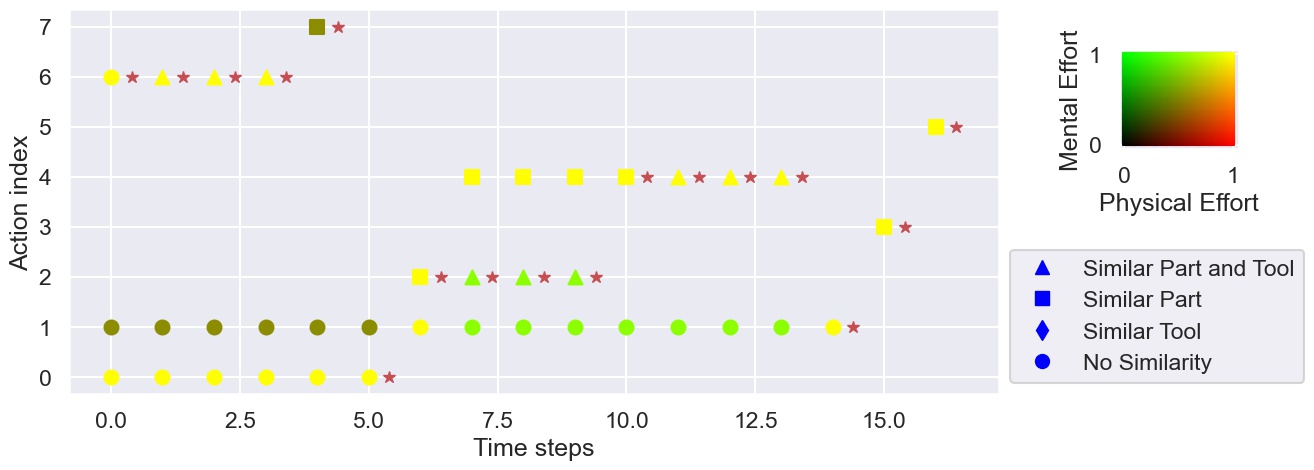 7
6
5
4
3
2
1
0
Action index
0.0 2.5 5.0 7.5 10.0 12.5 15.0
Time steps
Mental Effort
1
0
0 1
Physical Effort
Similar Part and Tool
Similar Part
Similar Tool
No Similarity